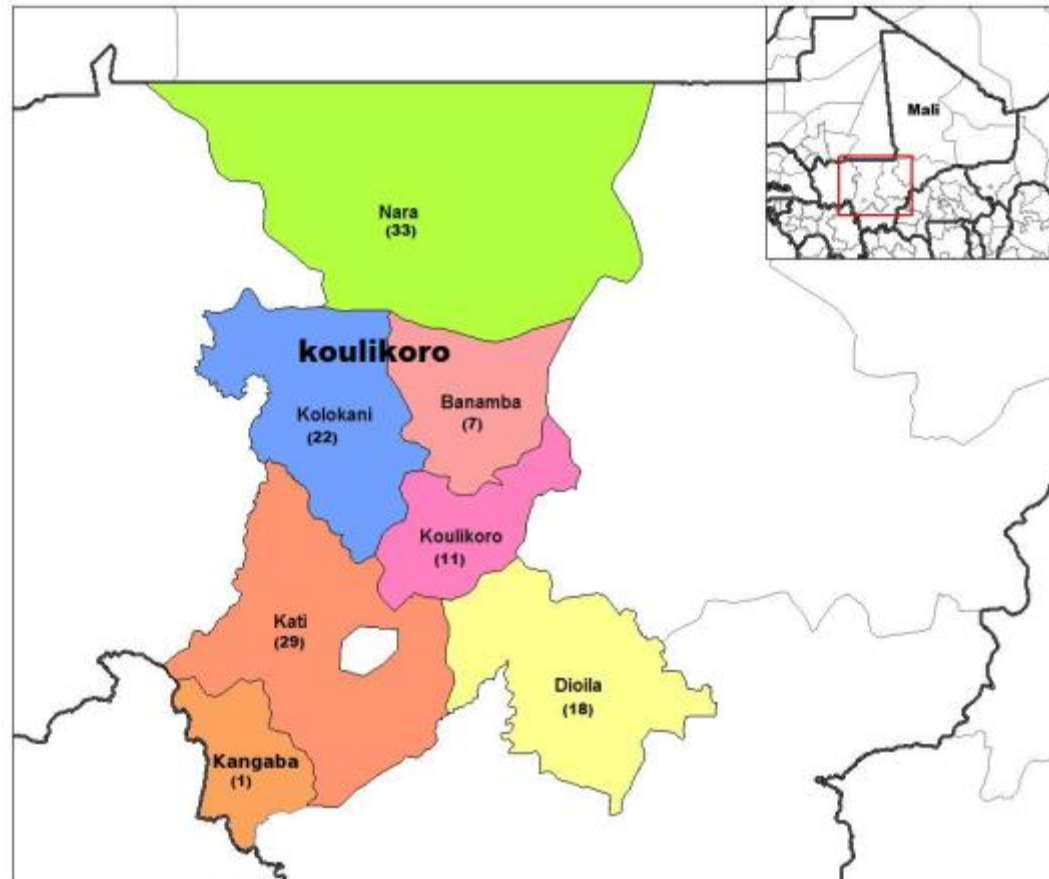 Mali
Nara
(33)
koulikoro
Kolokani
(22)
Banamba
(7)
Koulikoro
(11)
Kati
(29)
Dioila
(18)
Kangaba
(1)